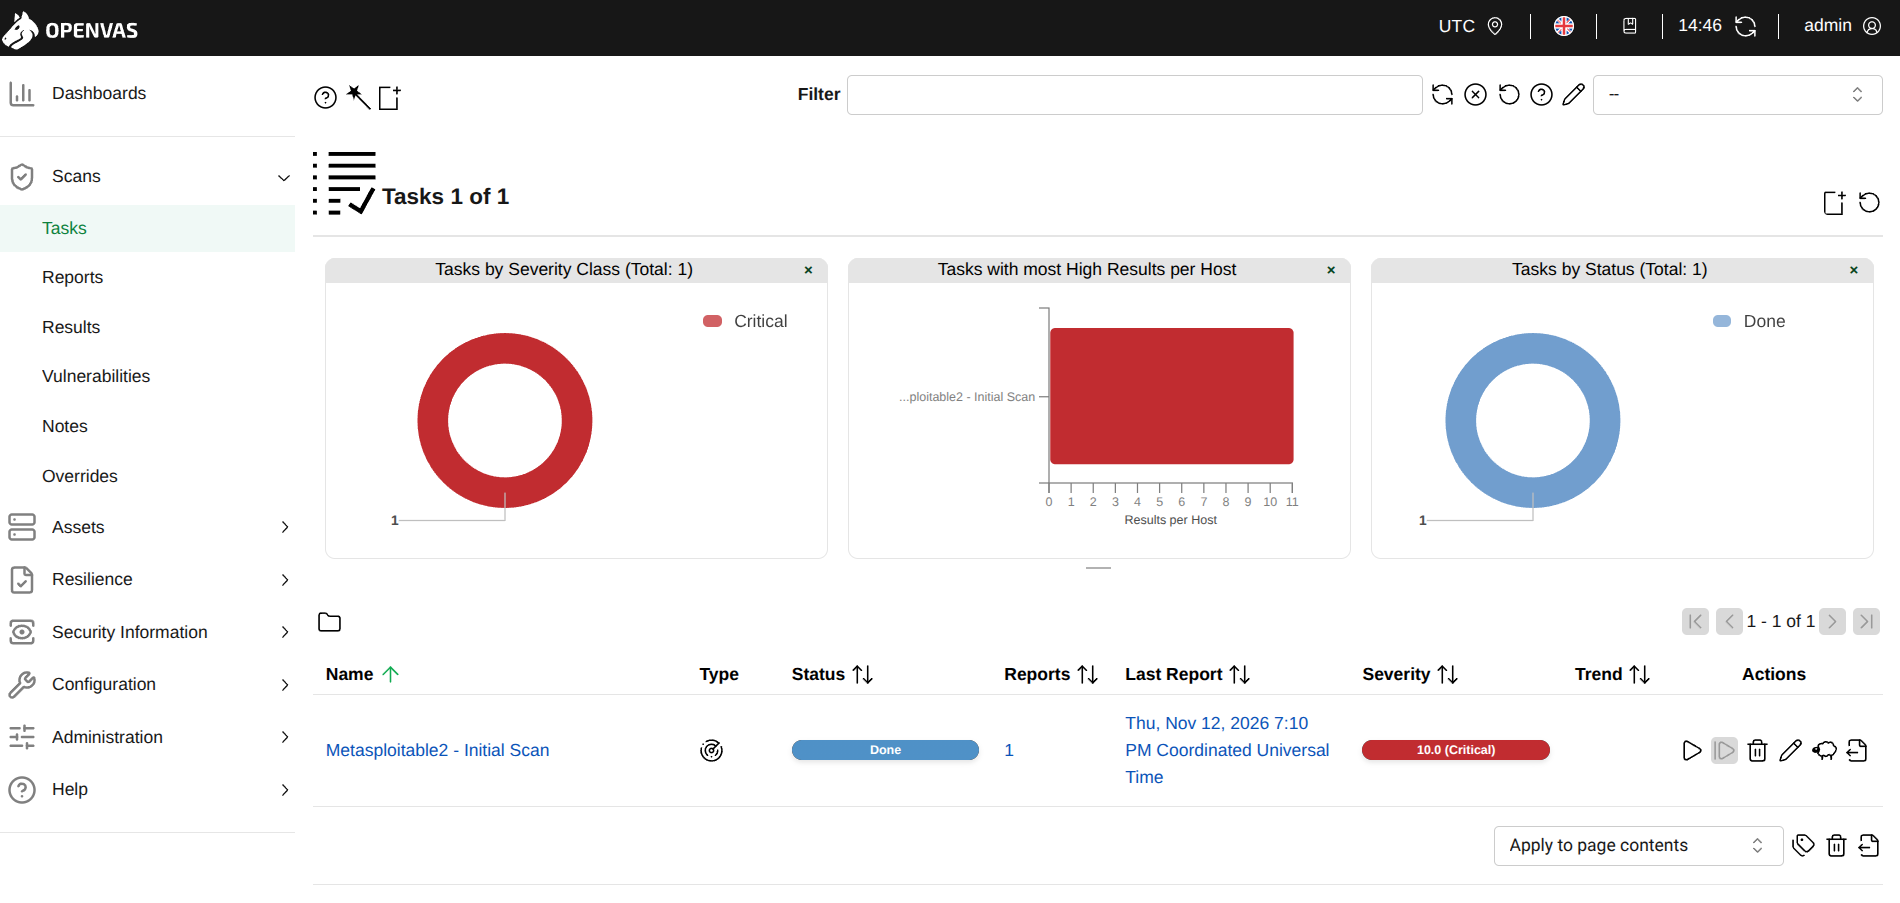 OPENVAS
UTC
14:46
admin
Dashboards
Scans
Tasks
Reports
Results
Vulnerabilities
Notes
Overrides
Assets
Resilience
Security Information
Configuration
Administration
Help
Filter
--
Tasks 1 of 1
Tasks by Severity Class (Total: 1)
×
Critical
1
Tasks with most High Results per Host
×
...ploitable2 - Initial Scan
0 1 2 3 4 5 6 7 8 9 10 11
Results per Host
Tasks by Status (Total: 1)
×
Done
1
1 - 1 of 1
Name Type Status Reports Last Report Severity Trend Actions
Metasploitable2 - Initial Scan
Done
1
Thu, Nov 12, 2026 7:10
PM Coordinated Universal
Time
10.0 (Critical)
Apply to page contents